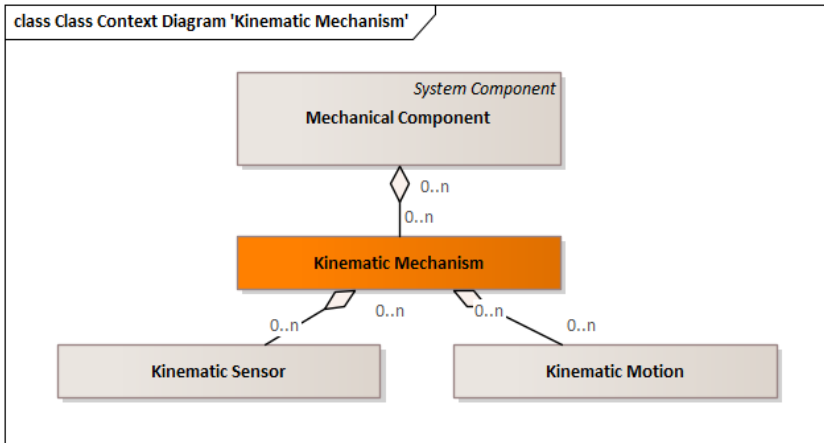 class Class Context Diagram 'Kinematic Mechanism'
System Component
Mechanical Component
0..n
0..n
Kinematic Mechanism
0..n
0..n
0..n
0..n
Kinematic Sensor
Kinematic Motion